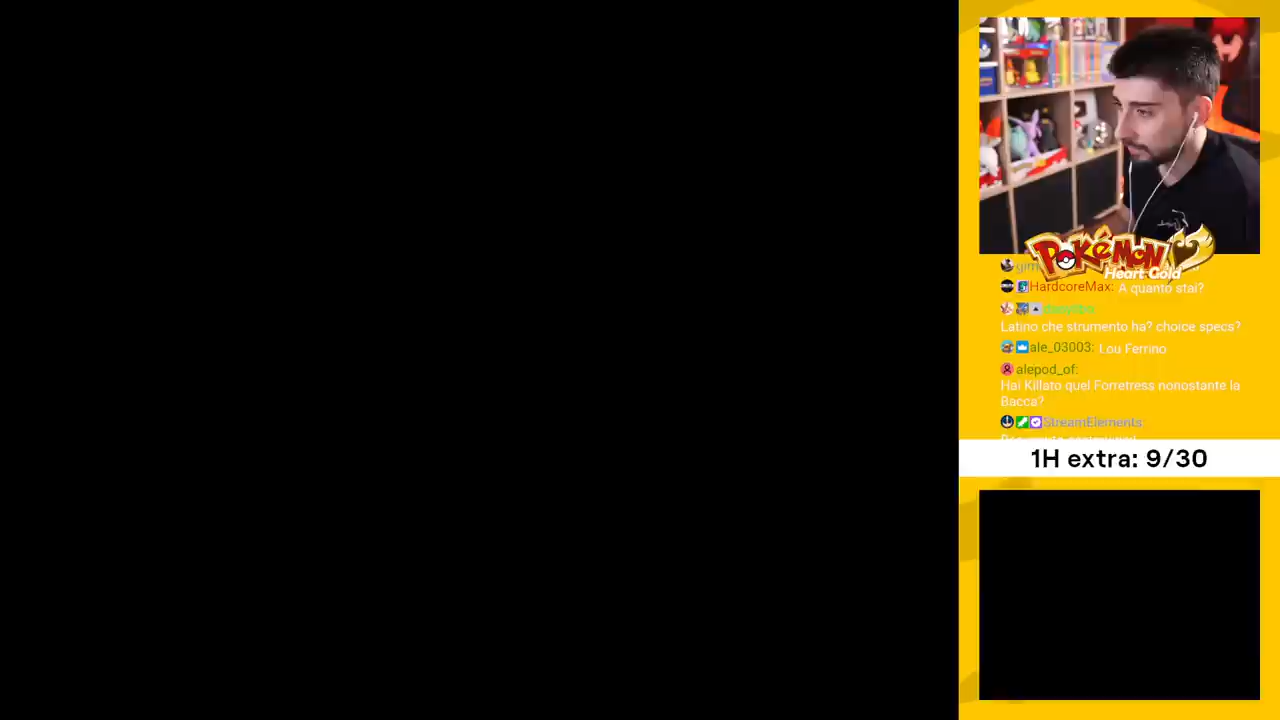 POKéMON
Heart Gold
HardcoreMax: A quanto stai?
Latino che strumento ha? choice specs?
ale_03003: Lou Ferrino
alepod_of:
Hai Killato quel Forretress nonostante la
Bacca?
StreamElements:
1H extra: 9/30